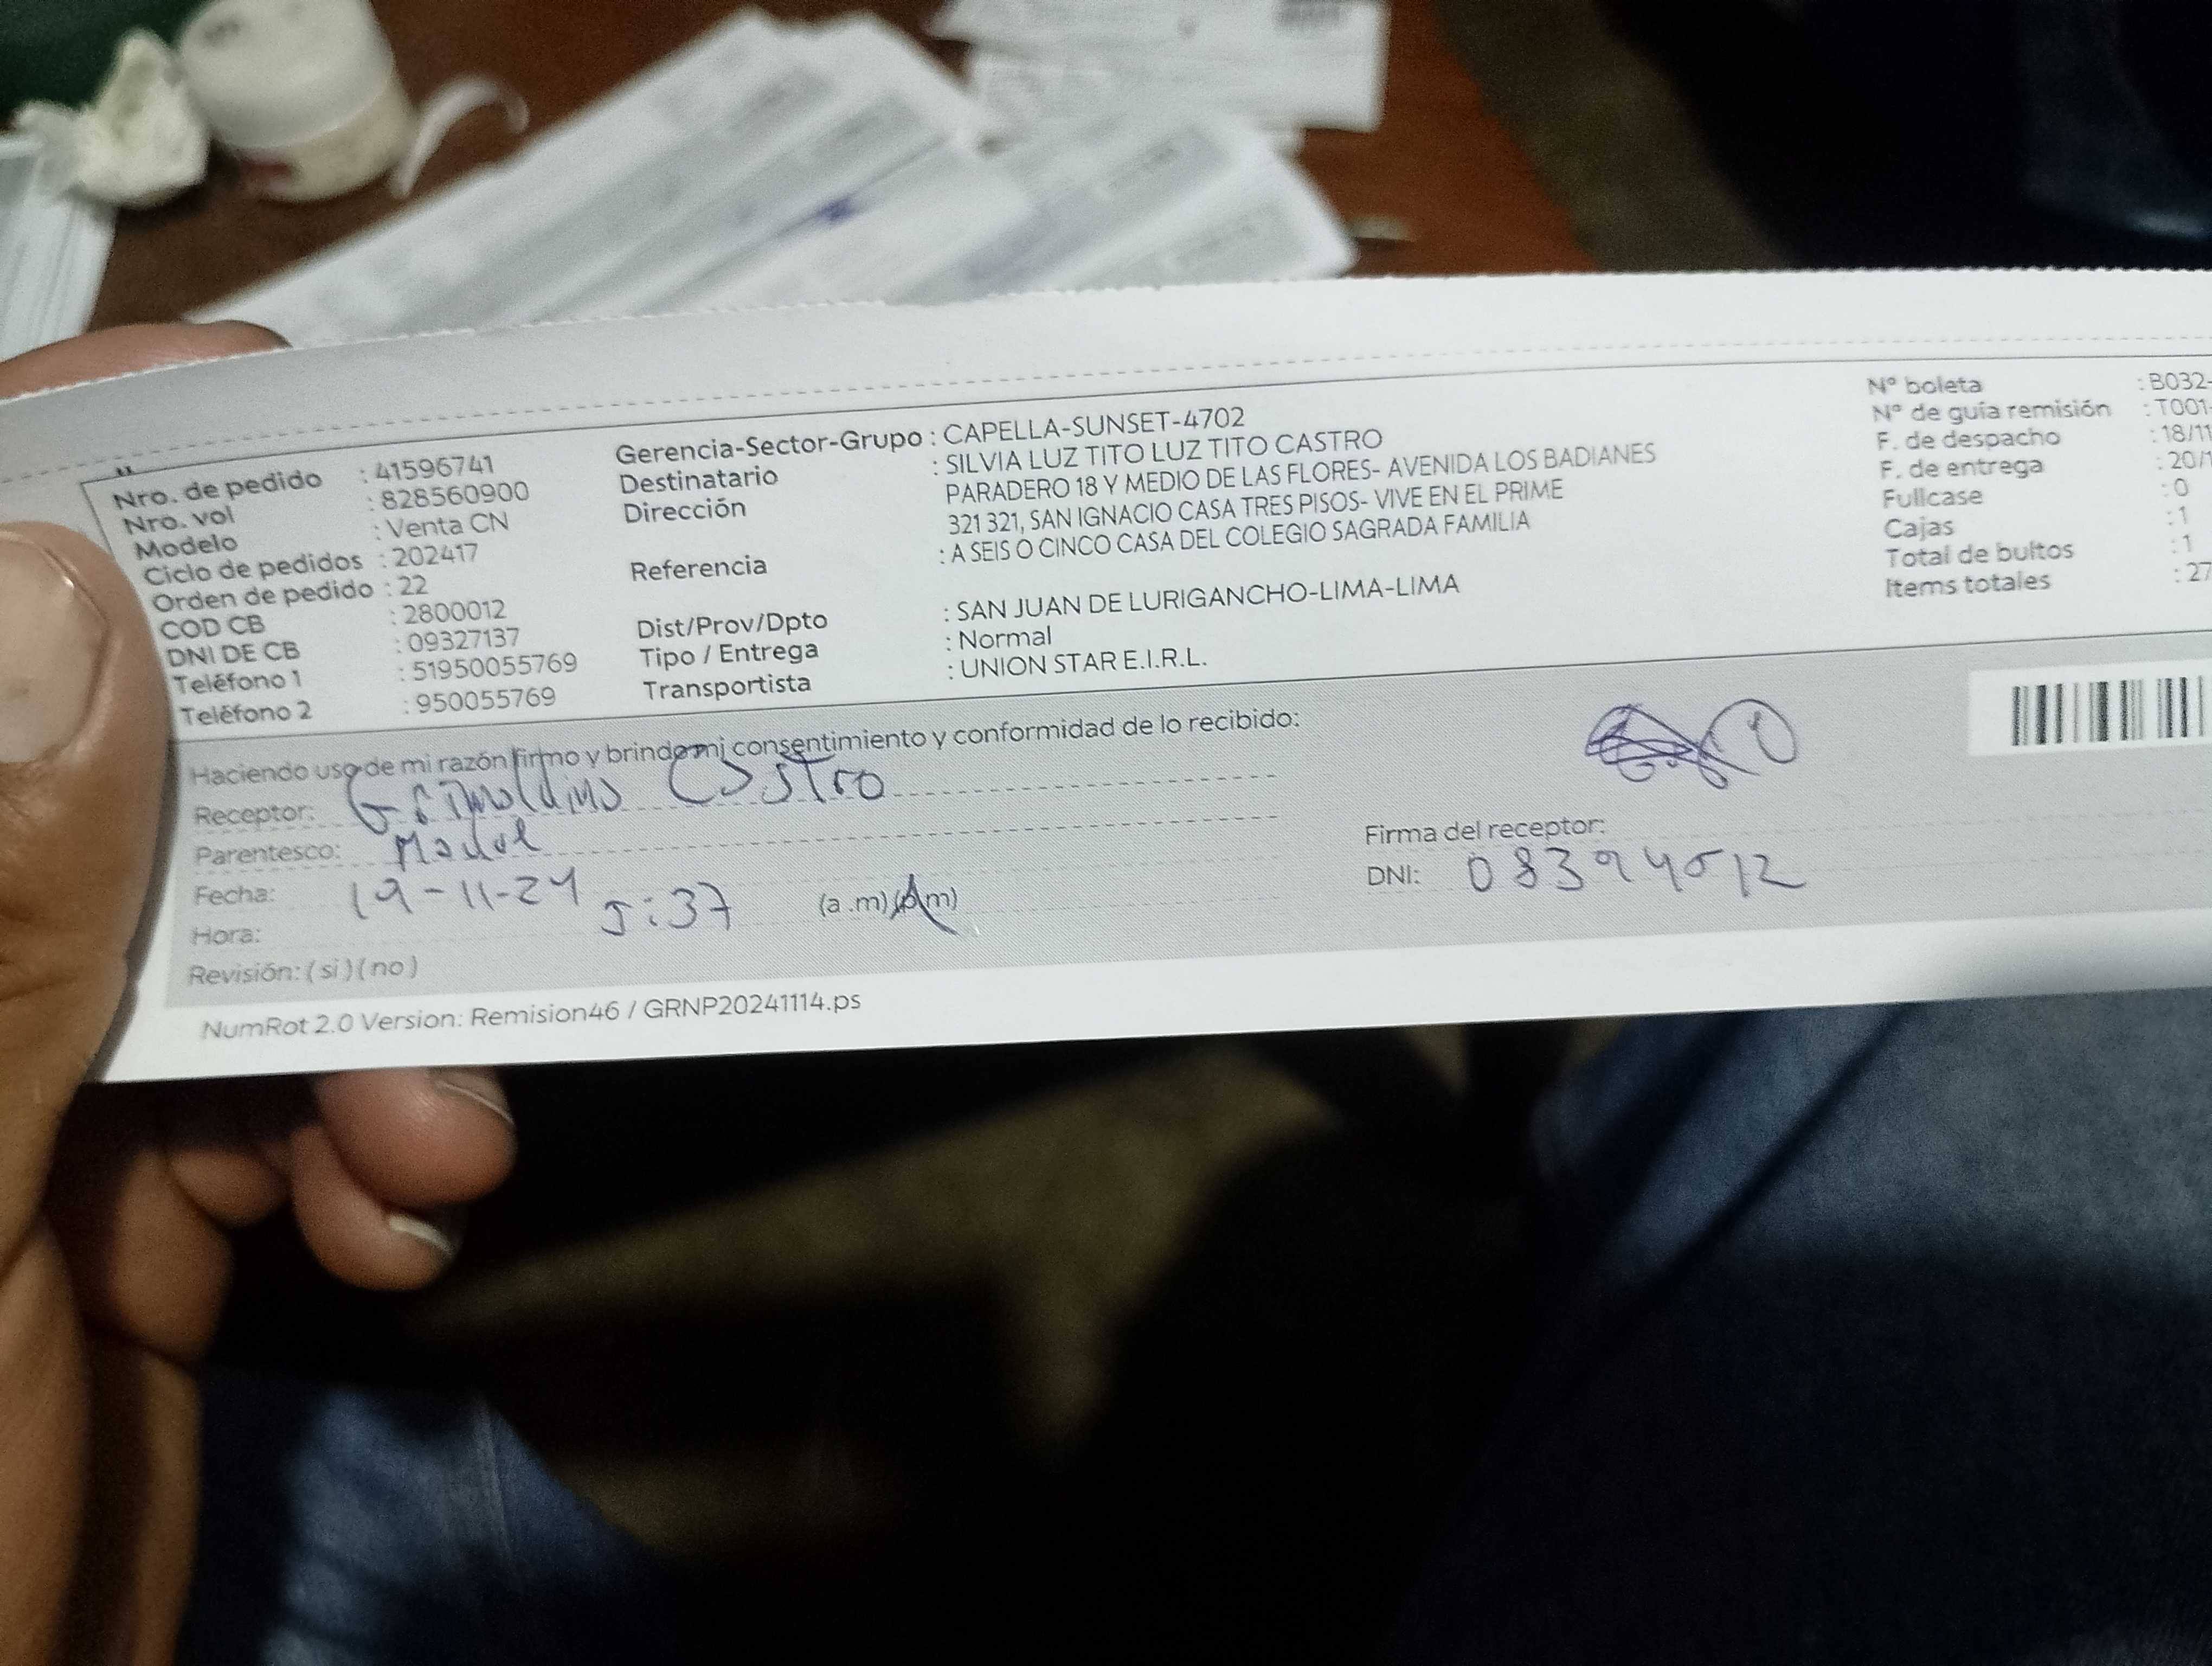 Nro. de pedido : 41596741
Nro. vol : 828560900
Modelo : Venta CN
Ciclo de pedidos : 202417
Orden de pedido : 22
COD CB : 2800012
DNI DE CB : 09327137
Teléfono 1 : 51950055769
Teléfono 2 : 950055769
Gerencia-Sector-Grupo : CAPELLA-SUNSET-4702
Destinatario : SILVIA LUZ TITO LUZ TITO CASTRO
Dirección PARADERO 18 Y MEDIO DE LAS FLORES- AVENIDA LOS BADIANES
321 321, SAN IGNACIO CASA TRES PISOS- VIVE EN EL PRIME
Referencia : A SEIS O CINCO CASA DEL COLEGIO SAGRADA FAMILIA
Dist/Prov/Dpto : SAN JUAN DE LURIGANCHO-LIMA-LIMA
Tipo / Entrega : Normal
Transportista : UNION STAR E.I.R.L.
Nº boleta : B032-
Nº de guía remisión : T001-
F. de despacho : 18/11
F. de entrega : 20/1
Fullcase : 0
Cajas : 1
Total de bultos : 1
Items totales : 27
Haciendo uso de mi razón firmo y brindo mi consentimiento y conformidad de lo recibido:
Receptor: Castro
Parentesco:
Fecha: 19-11-24
Hora: 5:37 (a.m) (p.m)
Revisión: ( si ) ( no )
Firma del receptor:
DNI:
NumRot 2.0 Version: Remision46 / GRNP20241114.ps